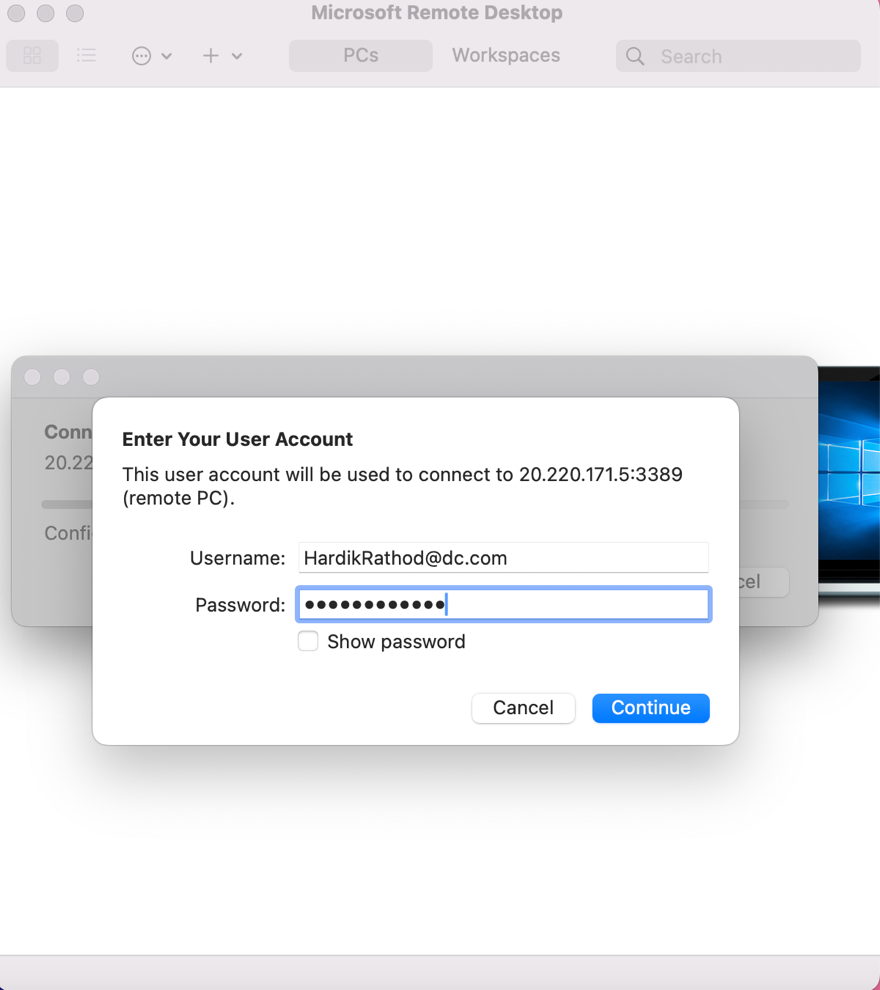 Microsoft Remote Desktop
PCs
Workspaces
Search
Conn
20.22
Confi
cel
Enter Your User Account
This user account will be used to connect to 20.220.171.5:3389
(remote PC).
Username: HardikRathod@dc.com
Password: ••••••••••••
Show password
Cancel
Continue